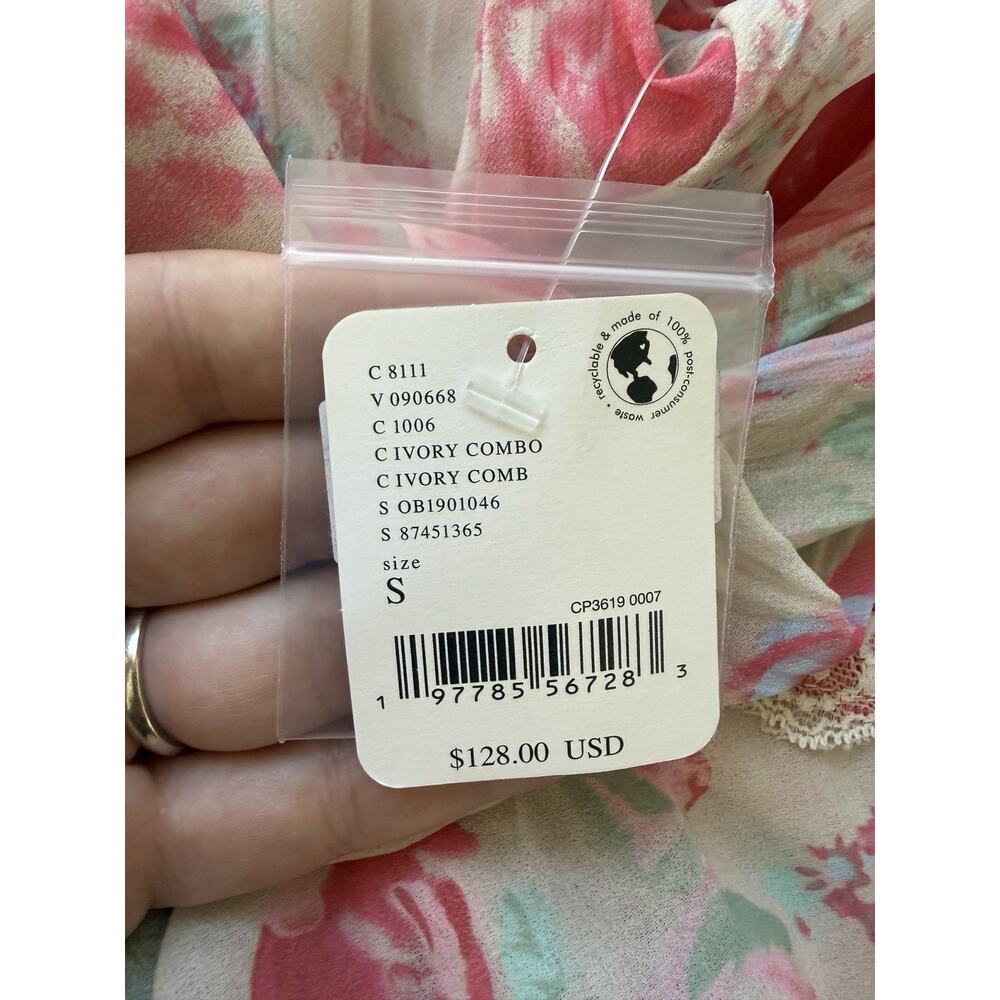 C 8111
V 090668
C 1006
C IVORY COMBO
C IVORY COMB
S OB1901046
S 87451365
size
S
recyclable & made of 100% post-consumer waste •
CP3619 0007
1 97785 56728 3
$128.00 USD